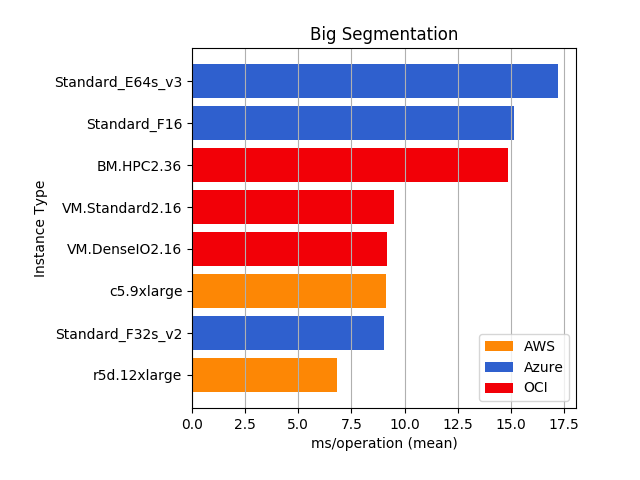 Big Segmentation
Instance Type
Standard_E64s_v3
Standard_F16
BM.HPC2.36
VM.Standard2.16
VM.DenseIO2.16
c5.9xlarge
Standard_F32s_v2
r5d.12xlarge
AWS
Azure
OCI
0.0 2.5 5.0 7.5 10.0 12.5 15.0 17.5
ms/operation (mean)